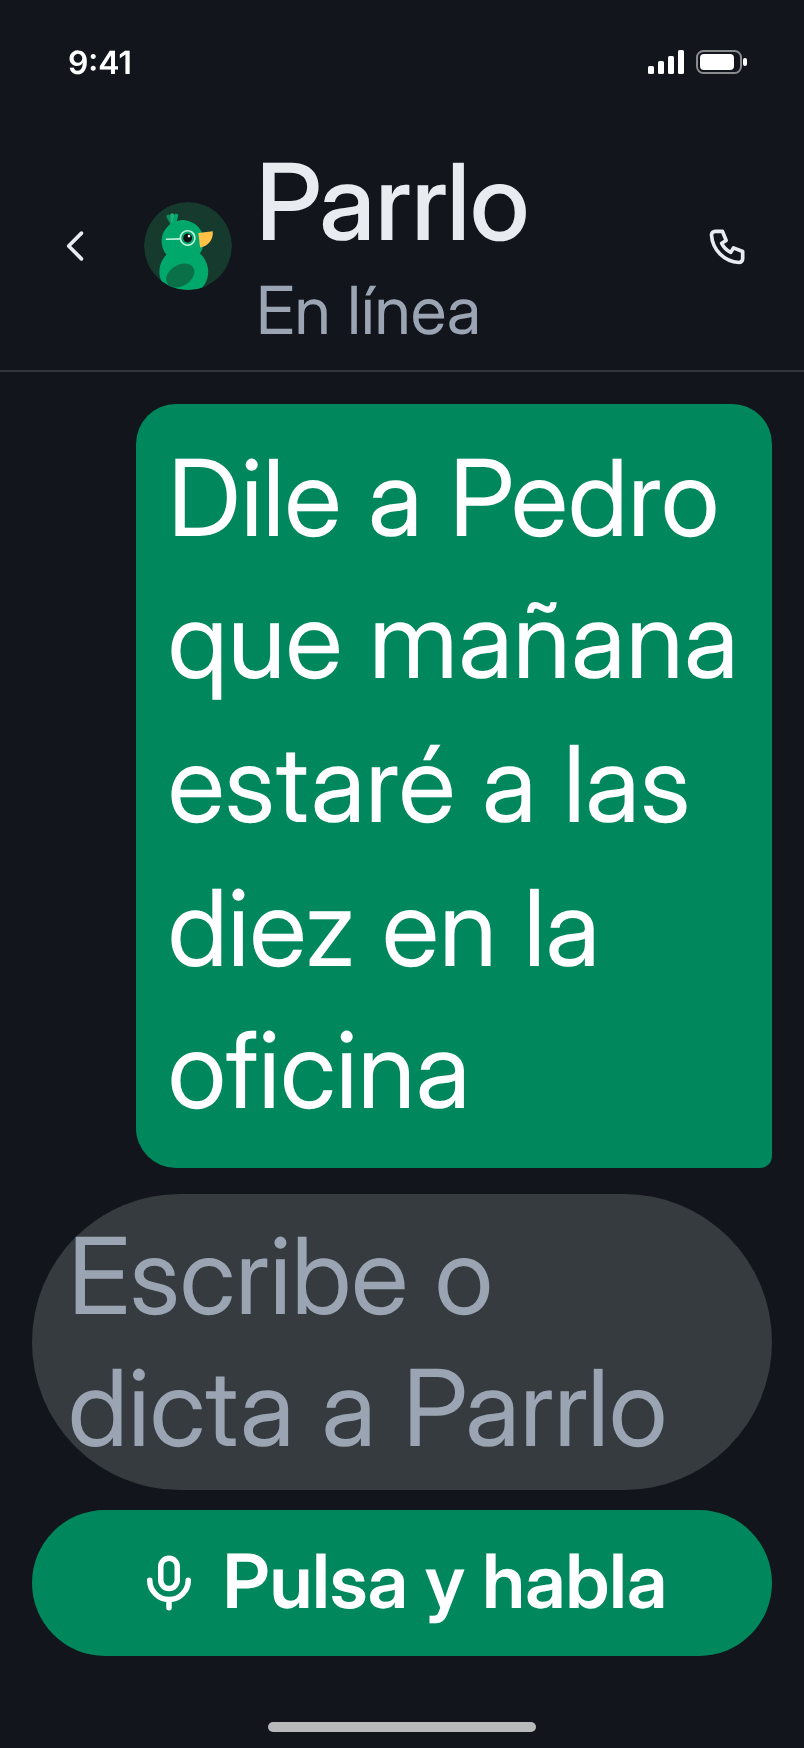 9:41
Parrlo
En línea
Dile a Pedro
que mañana
estaré a las
diez en la
oficina
Escribe o
dicta a Parrlo
Pulsa y habla